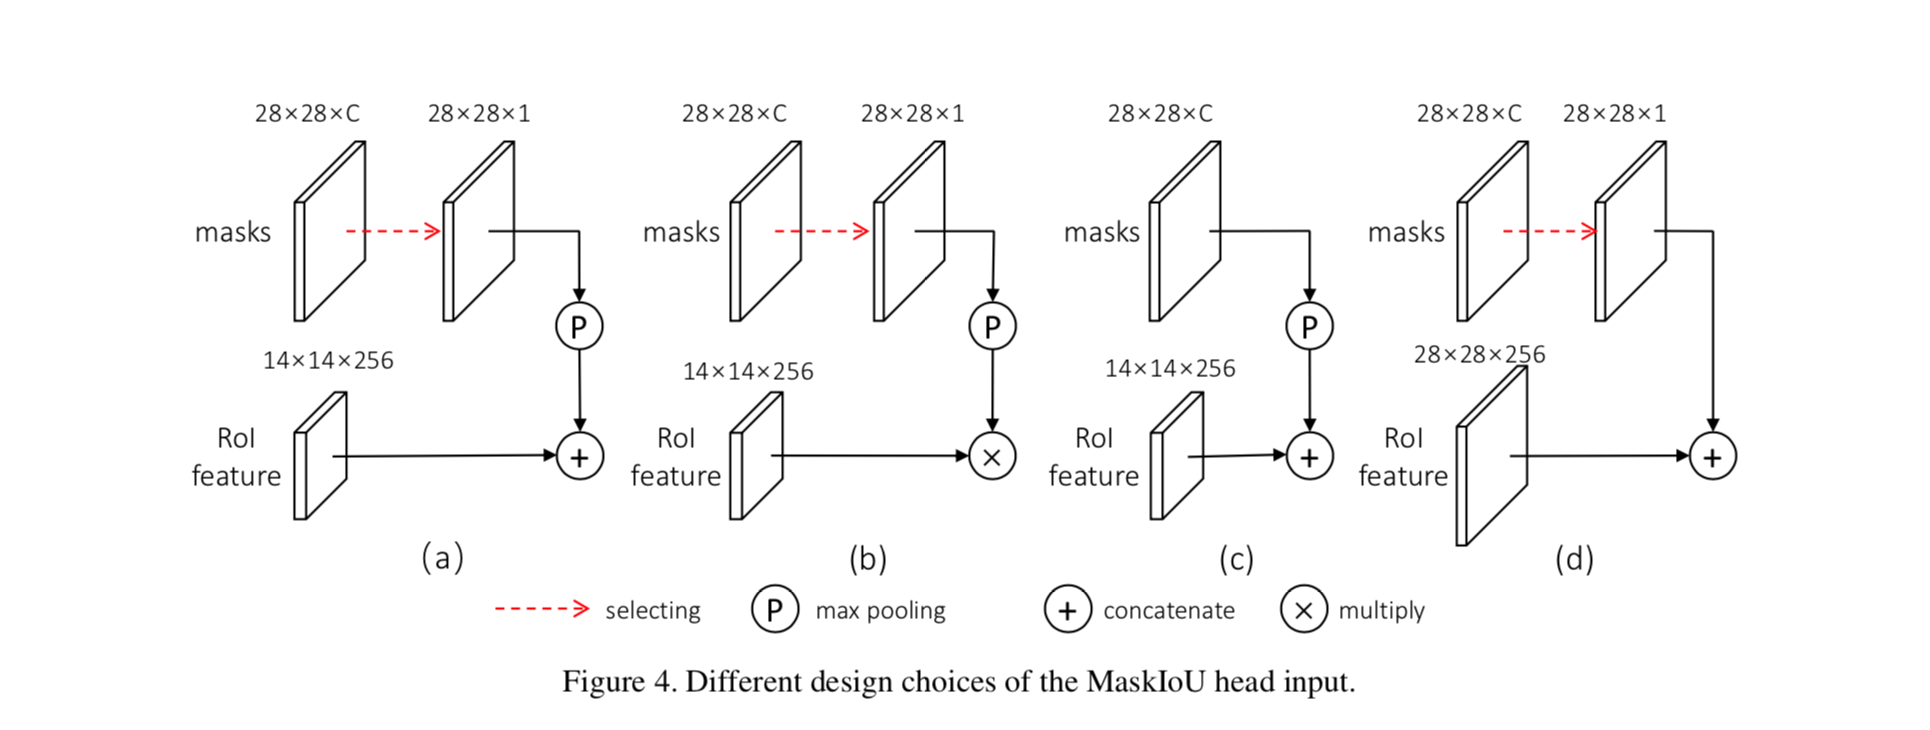 28×28×C 28×28×1
masks
P
14×14×256
RoI
feature
+
(a)
28×28×C 28×28×1
masks
P
14×14×256
RoI
feature
×
(b)
28×28×C
masks
P
14×14×256
RoI
feature
+
(c)
28×28×C 28×28×1
masks
28×28×256
RoI
feature
+
(d)
selecting P max pooling + concatenate × multiply
Figure 4. Different design choices of the MaskIoU head input.